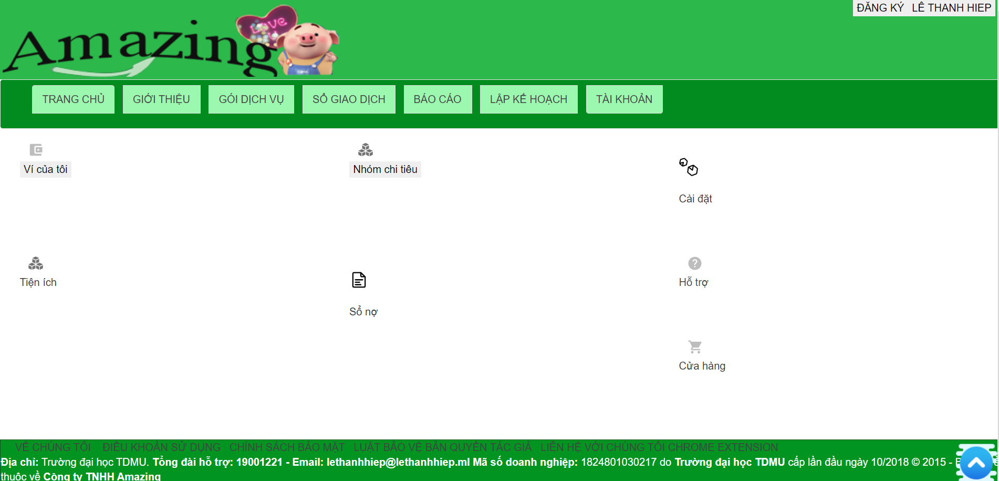 ĐĂNG KÝ LÊ THANH HIEP
Love U
Amazing
TRANG CHỦ GIỚI THIỆU GÓI DỊCH VỤ SỔ GIAO DỊCH BÁO CÁO LẬP KẾ HOẠCH TÀI KHOẢN
Ví của tôi Nhóm chi tiêu
Cài đặt
Tiện ích Hỗ trợ
Sổ nợ
Cửa hàng
VỀ CHÚNG TÔI ĐIỀU KHOẢN SỬ DỤNG CHÍNH SÁCH BẢO MẬT LUẬT BẢO VỆ BẢN QUYỀN TÁC GIẢ LIÊN HỆ VỚI CHÚNG TÔI CHROME EXTENSION
Địa chỉ: Trường đại học TDMU. Tổng đài hỗ trợ: 19001221 - Email: lethanhhiep@lethanhhiep.ml Mã số doanh nghiệp: 1824801030217 do Trường đại học TDMU cấp lần đầu ngày 10/2018 © 2015 -
thuộc về Công ty TNHH Amazing